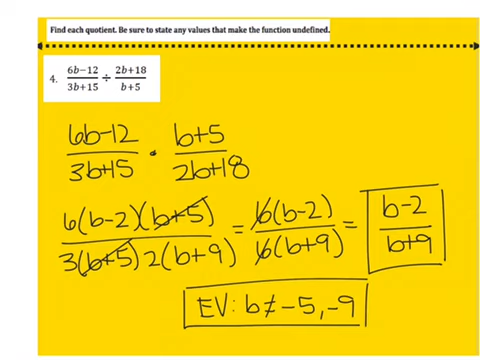 Find each quotient. Be sure to state any values that make the function undefined.
4. (6b−12)/(3b+15) ÷ (2b+18)/(b+5)
(6b−12)/(3b+15) · (b+5)/(2b+18)
6(b−2)(b+5)/3(b+5)2(b+9) = 6(b−2)/6(b+9) = (b−2)/(b+9)
EV: b≠ −5, −9